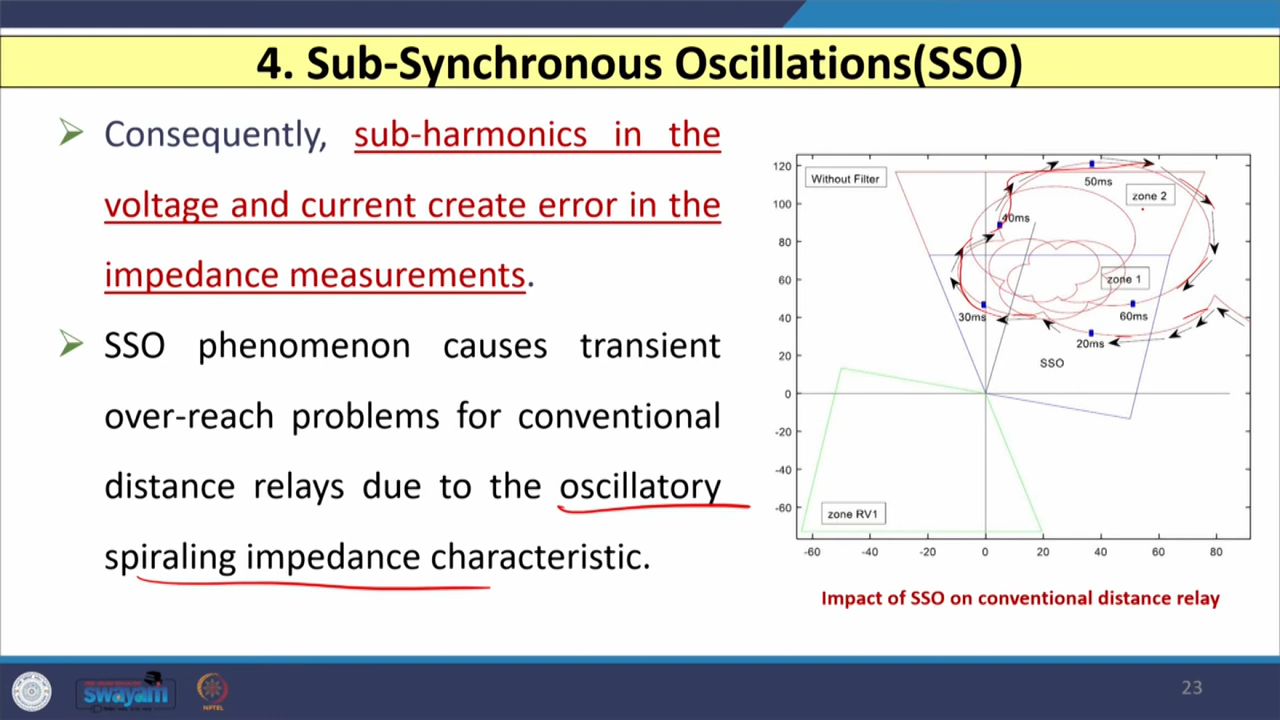 4. Sub-Synchronous Oscillations(SSO)
Consequently, sub-harmonics in the
voltage and current create error in the
impedance measurements.
SSO phenomenon causes transient
over-reach problems for conventional
distance relays due to the oscillatory
spiraling impedance characteristic.
120
100
80
60
40
20
0
-20
-40
-60
Without Filter
50ms
zone 2
40ms
zone 1
30ms
60ms
20ms
SSO
zone RV1
-60 -40 -20 0 20 40 60 80
Impact of SSO on conventional distance relay
swayam
NPTEL
23